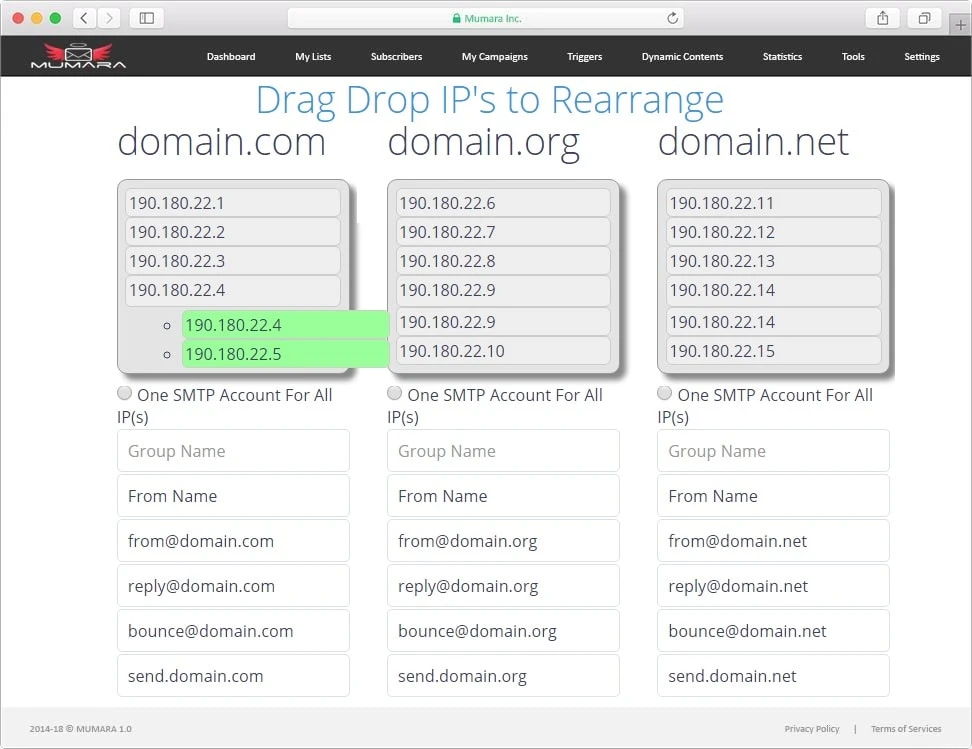 Mumara Inc.
MUMARA
Dashboard My Lists Subscribers My Campaigns Triggers Dynamic Contents Statistics Tools Settings
Drag Drop IP's to Rearrange
domain.com
190.180.22.1
190.180.22.2
190.180.22.3
190.180.22.4
190.180.22.4
190.180.22.5
One SMTP Account For All
IP(s)
Group Name
From Name
from@domain.com
reply@domain.com
bounce@domain.com
send.domain.com
domain.org
190.180.22.6
190.180.22.7
190.180.22.8
190.180.22.9
190.180.22.9
190.180.22.10
One SMTP Account For All
IP(s)
Group Name
From Name
from@domain.org
reply@domain.org
bounce@domain.org
send.domain.org
domain.net
190.180.22.11
190.180.22.12
190.180.22.13
190.180.22.14
190.180.22.14
190.180.22.15
One SMTP Account For All
IP(s)
Group Name
From Name
from@domain.net
reply@domain.net
bounce@domain.net
send.domain.net
2014-18 © MUMARA 1.0
Privacy Policy | Terms of Services